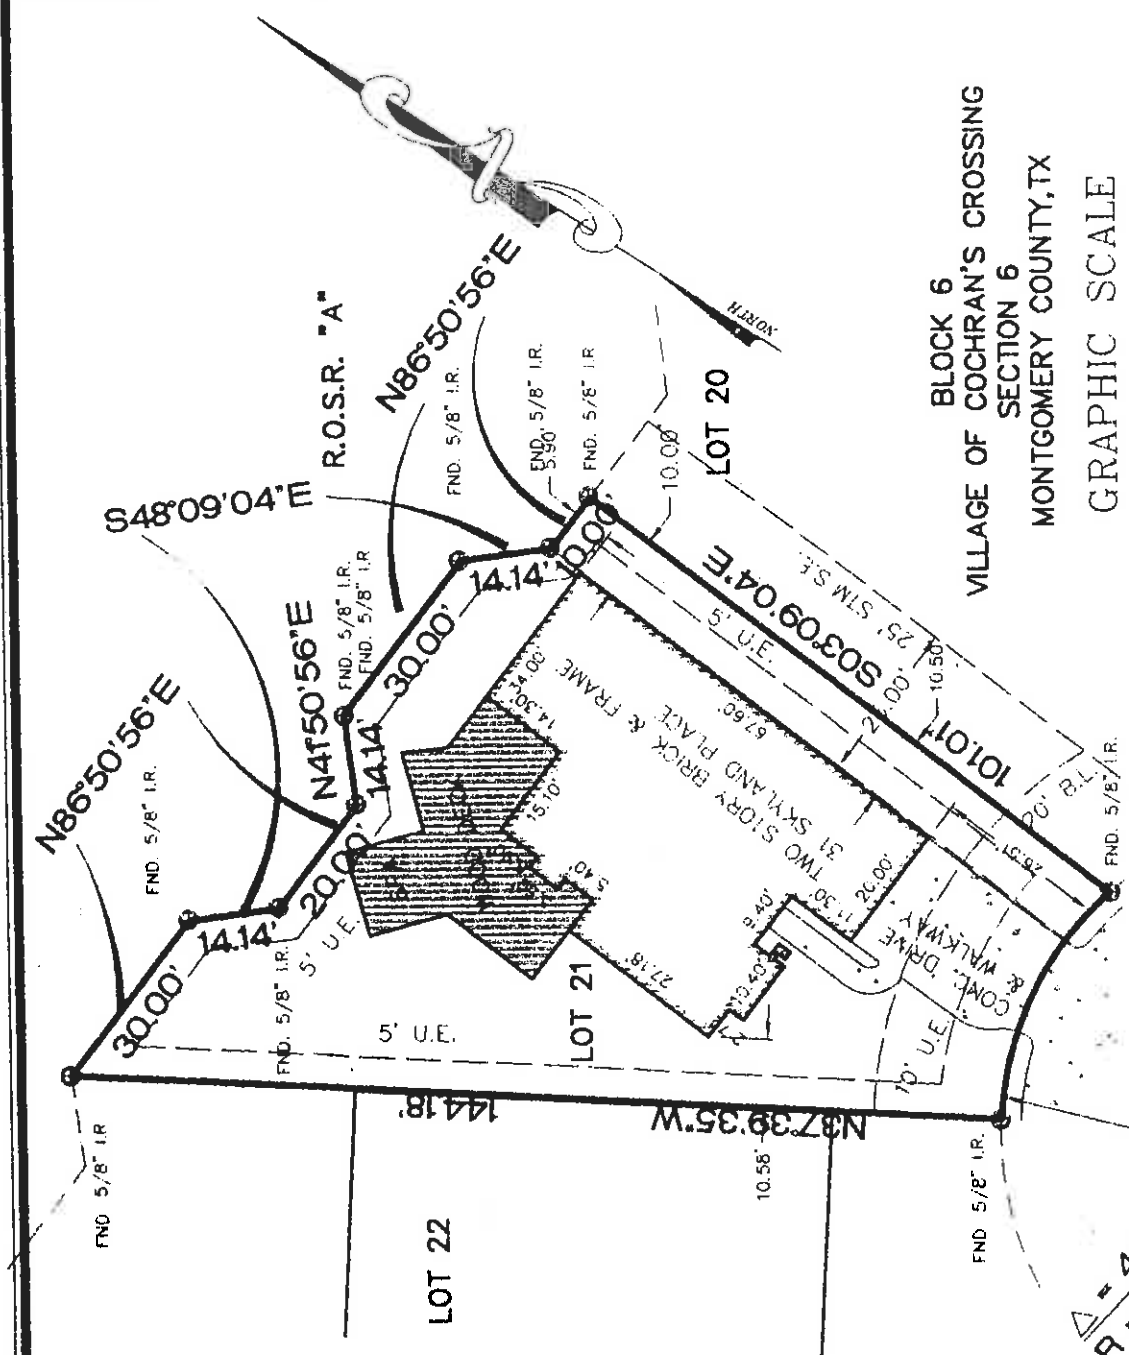 N86°50'56"E
S48°09'04"E
N41°50'56"E
R.O.S.R. "A"
N86°50'56"E
FND. 5/8" I.R.
FND. 5/8" I.R.
FND. 5/8" I.R
FND. 5/8" I.R.
FND. 5/8" I.R.
5.90'
FND. 5/8" I.R
30.00'
14.14'
20.00'
14.14'
30.00'
14.14'
10.00'
10.00
LOT 20
NORTH
5' U.E.
FND. 5/8" I.R.
5' U.E.
LOT 21
34.00'
14.30'
15.10'
27.18'
10.40'
11.30'
20.00'
67.60'
TWO STORY BRICK & FRAME
31 SKYLAND PLACE
5' U.E.
S03°09'04"E
101.01'
25' STM S.E.
10.50'
20' B.L.
26.51'
CONC. DRIVE
& WALKWAY
10' U.E.
FND. 5/8" I.R.
144.18'
N37°39'35"W
10.58'
FND 5/8" I.R
FND 5/8" I.R.
LOT 22
BLOCK 6
VILLAGE OF COCHRAN'S CROSSING
SECTION 6
MONTGOMERY COUNTY, TX
GRAPHIC SCALE